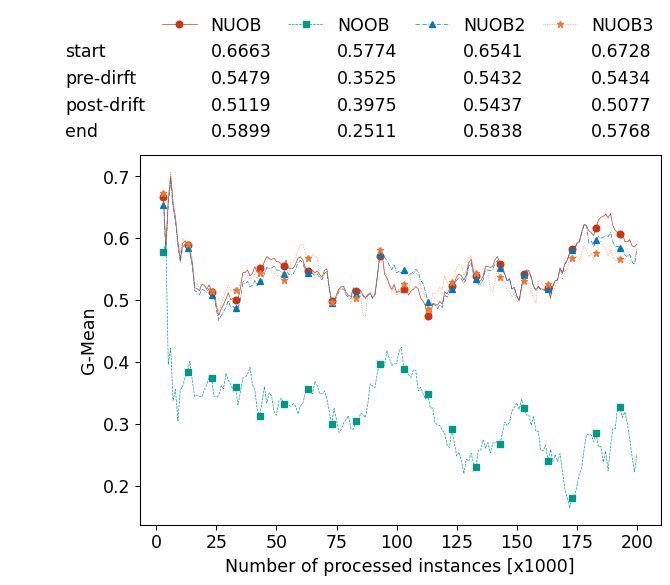 NUOB NOOB NUOB2 NUOB3
start 0.6663 0.5774 0.6541 0.6728
pre-dirft 0.5479 0.3525 0.5432 0.5434
post-drift 0.5119 0.3975 0.5437 0.5077
end 0.5899 0.2511 0.5838 0.5768
0.7
0.6
0.5
0.4
0.3
0.2
G-Mean
0 25 50 75 100 125 150 175 200
Number of processed instances [x1000]